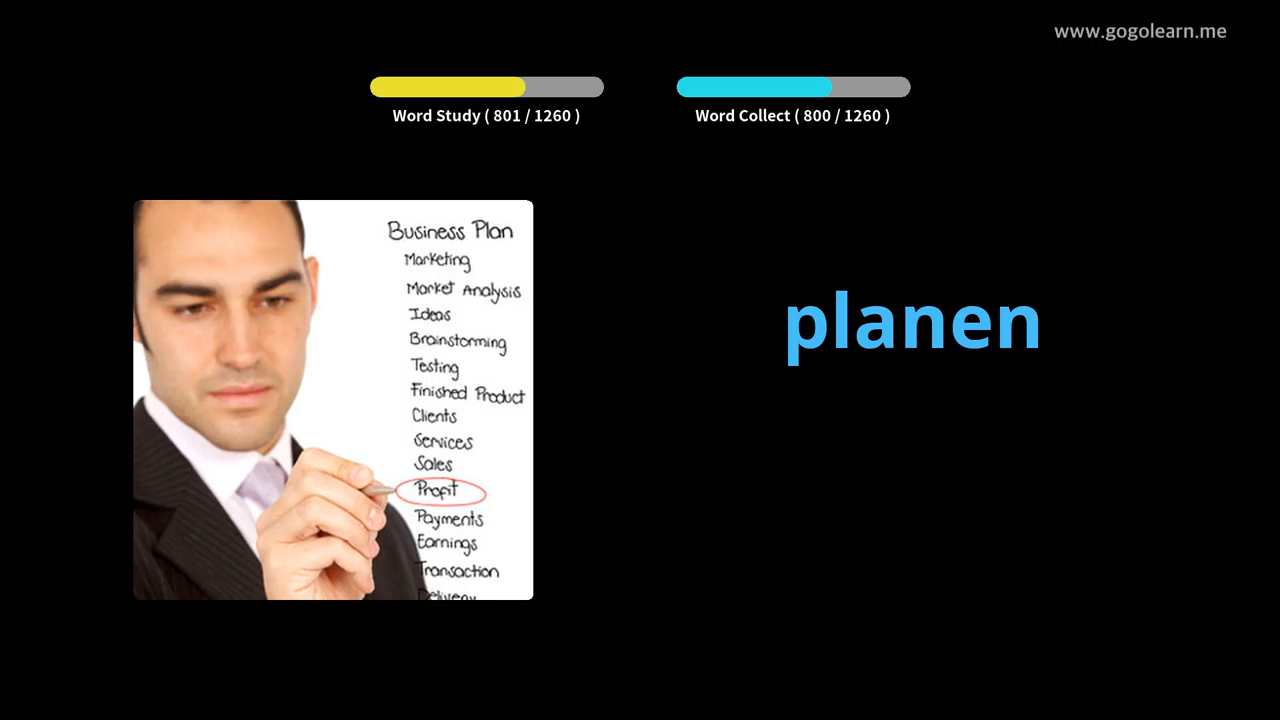 www.gogolearn.me
Word Study ( 801 / 1260 )
Word Collect ( 800 / 1260 )
Business Plan
Marketing
Market Analysis
Ideas
Brainstorming
Testing
Finished Product
Clients
Services
Sales
Profit
Payments
Earnings
Transaction
Delivery
planen